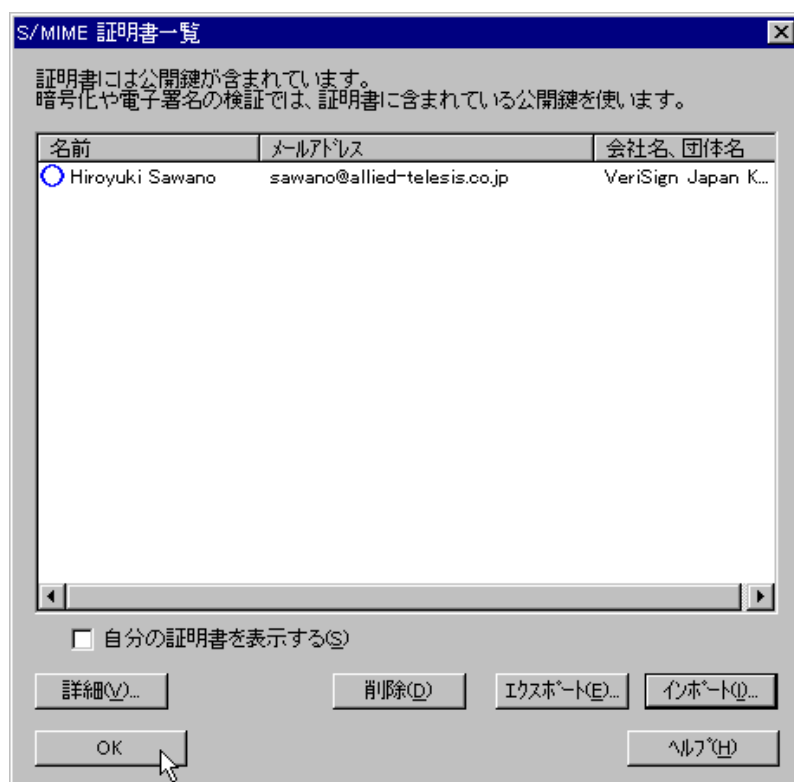 S/MIME 証明書一覧
証明書には公開鍵が含まれています。
暗号化や電子署名の検証では、証明書に含まれている公開鍵を使います。
名前 ﾒｰﾙｱﾄﾞﾚｽ 会社名、団体名
Hiroyuki Sawano sawano@allied-telesis.co.jp VeriSign Japan K...
自分の証明書を表示する(S)
詳細(V)... 削除(D) ｴｸｽﾎﾟｰﾄ(E)... ｲﾝﾎﾟｰﾄ(I)...
OK ﾍﾙﾌﾟ(H)